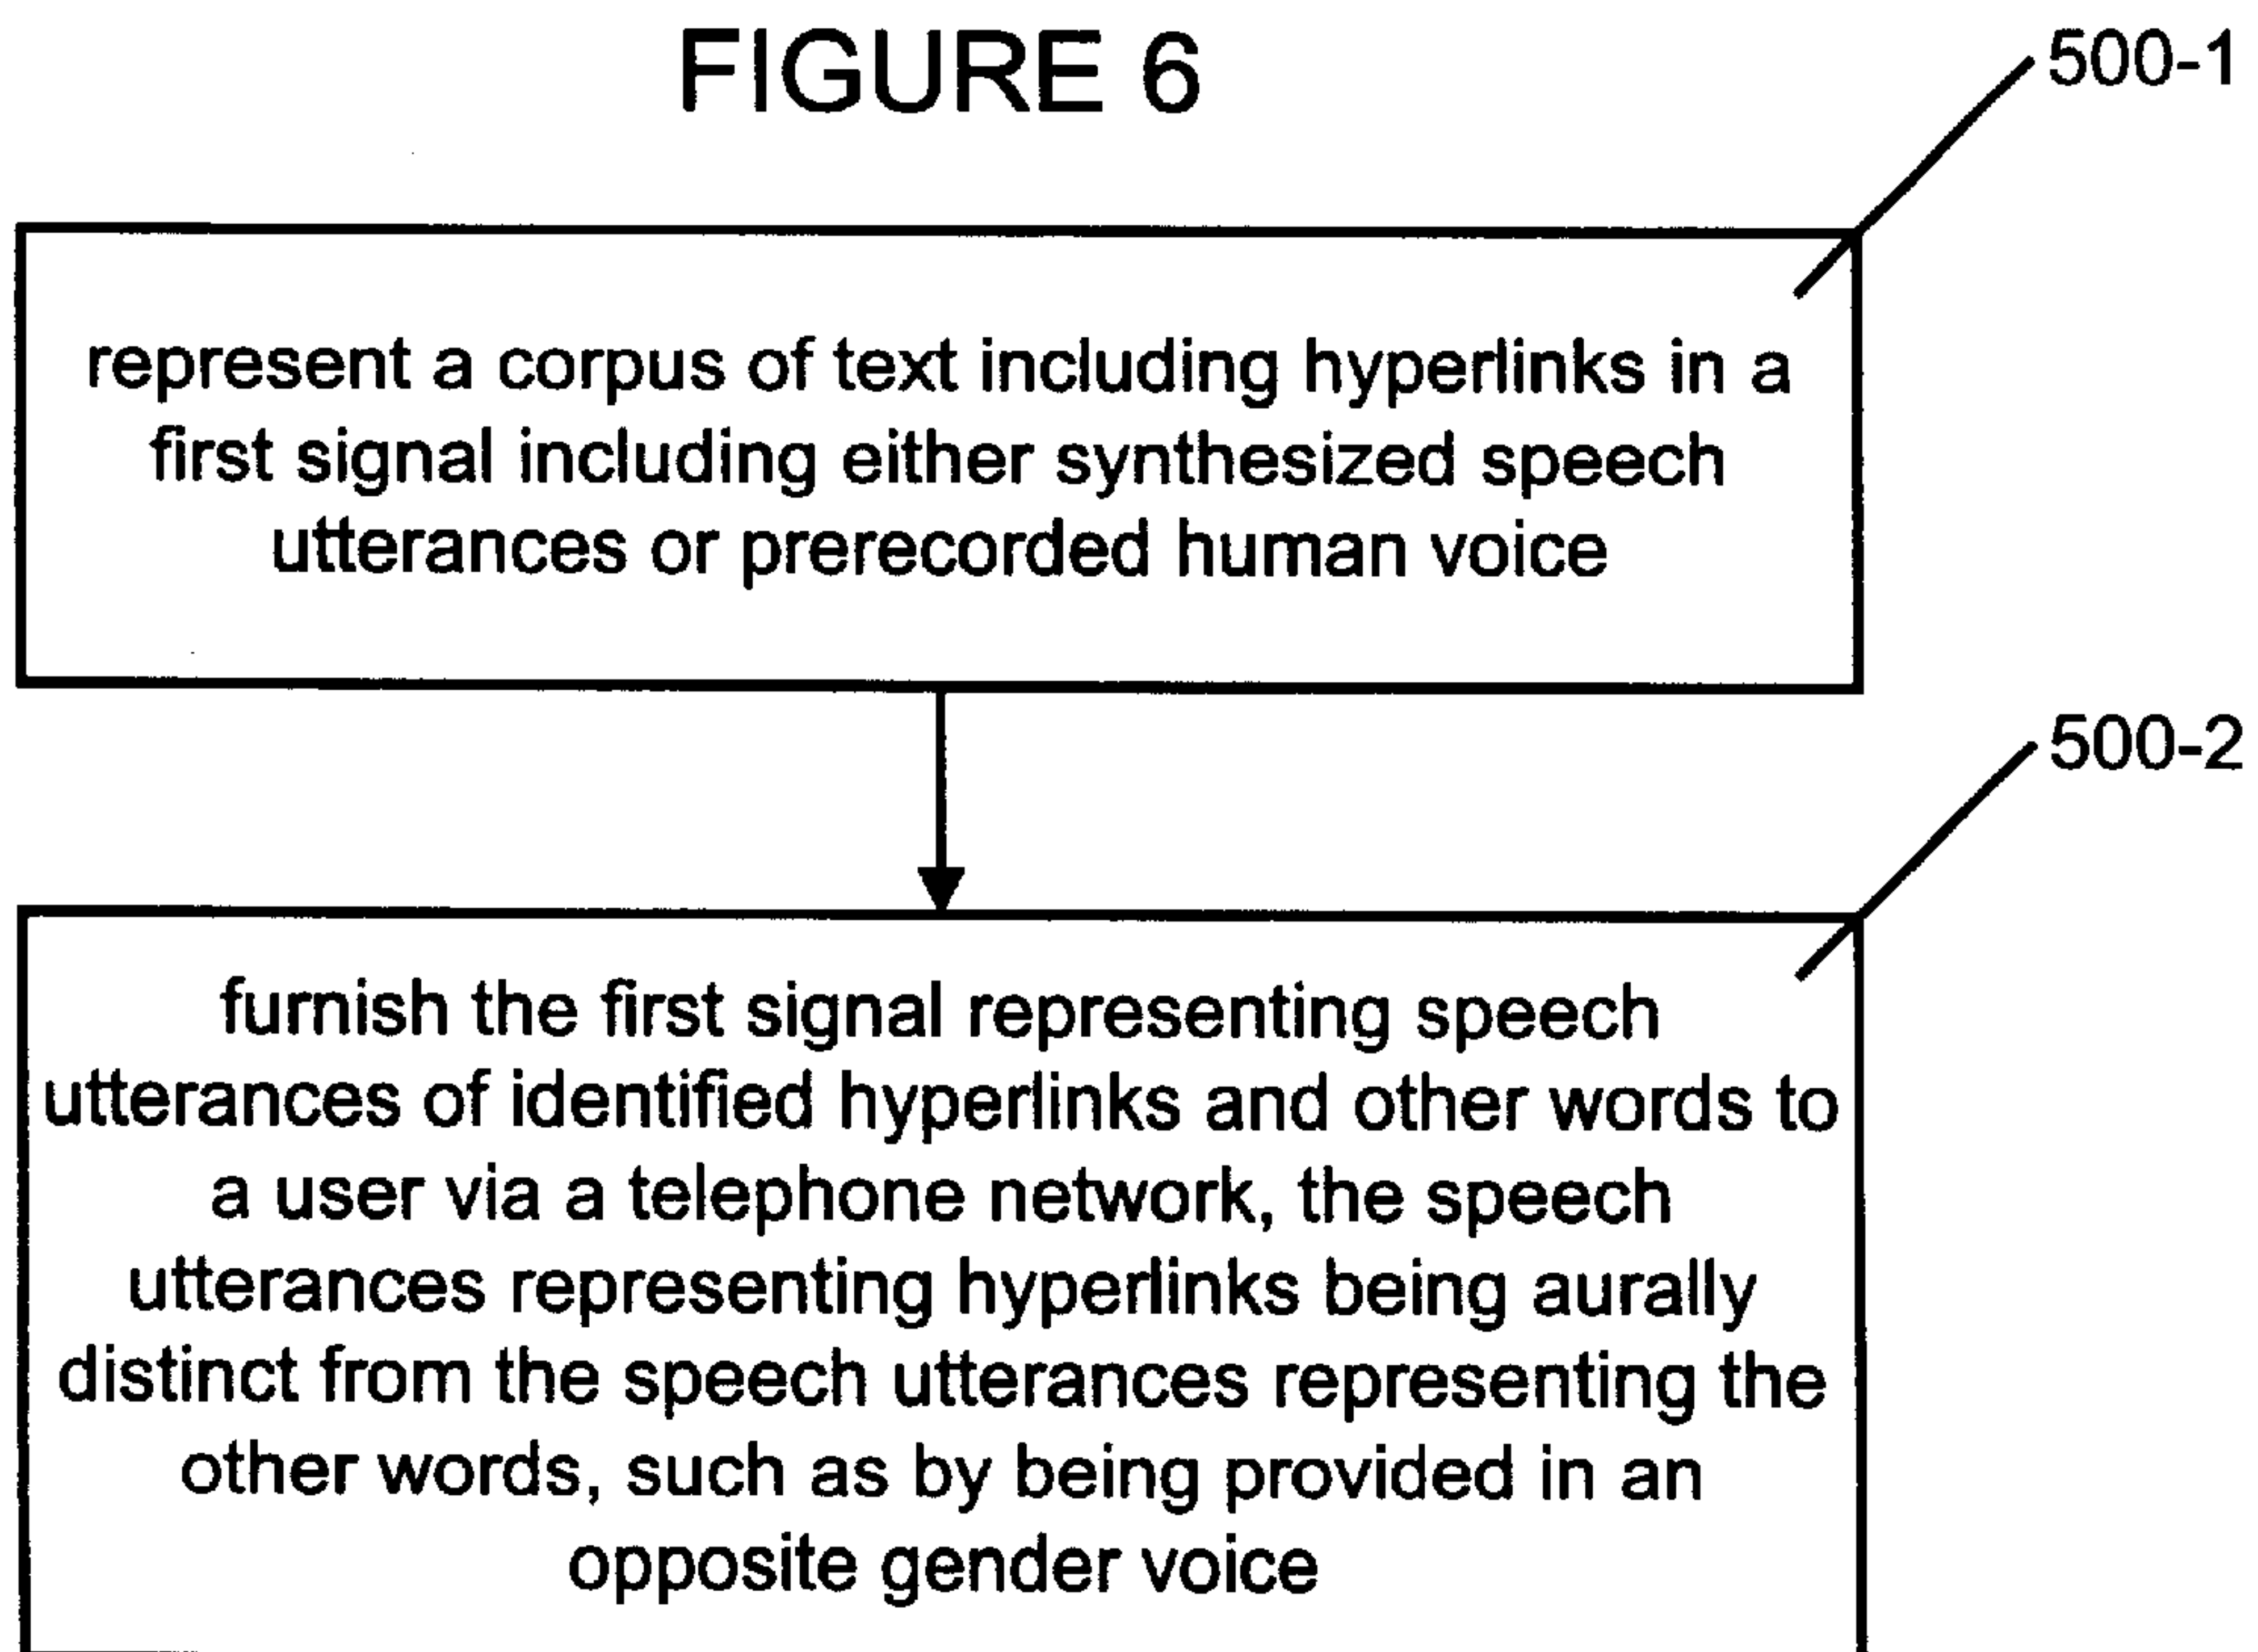 FIGURE 6
500-1
represent a corpus of text including hyperlinks in a
first signal including either synthesized speech
utterances or prerecorded human voice
500-2
furnish the first signal representing speech
utterances of identified hyperlinks and other words to
a user via a telephone network, the speech
utterances representing hyperlinks being aurally
distinct from the speech utterances representing the
other words, such as by being provided in an
opposite gender voice